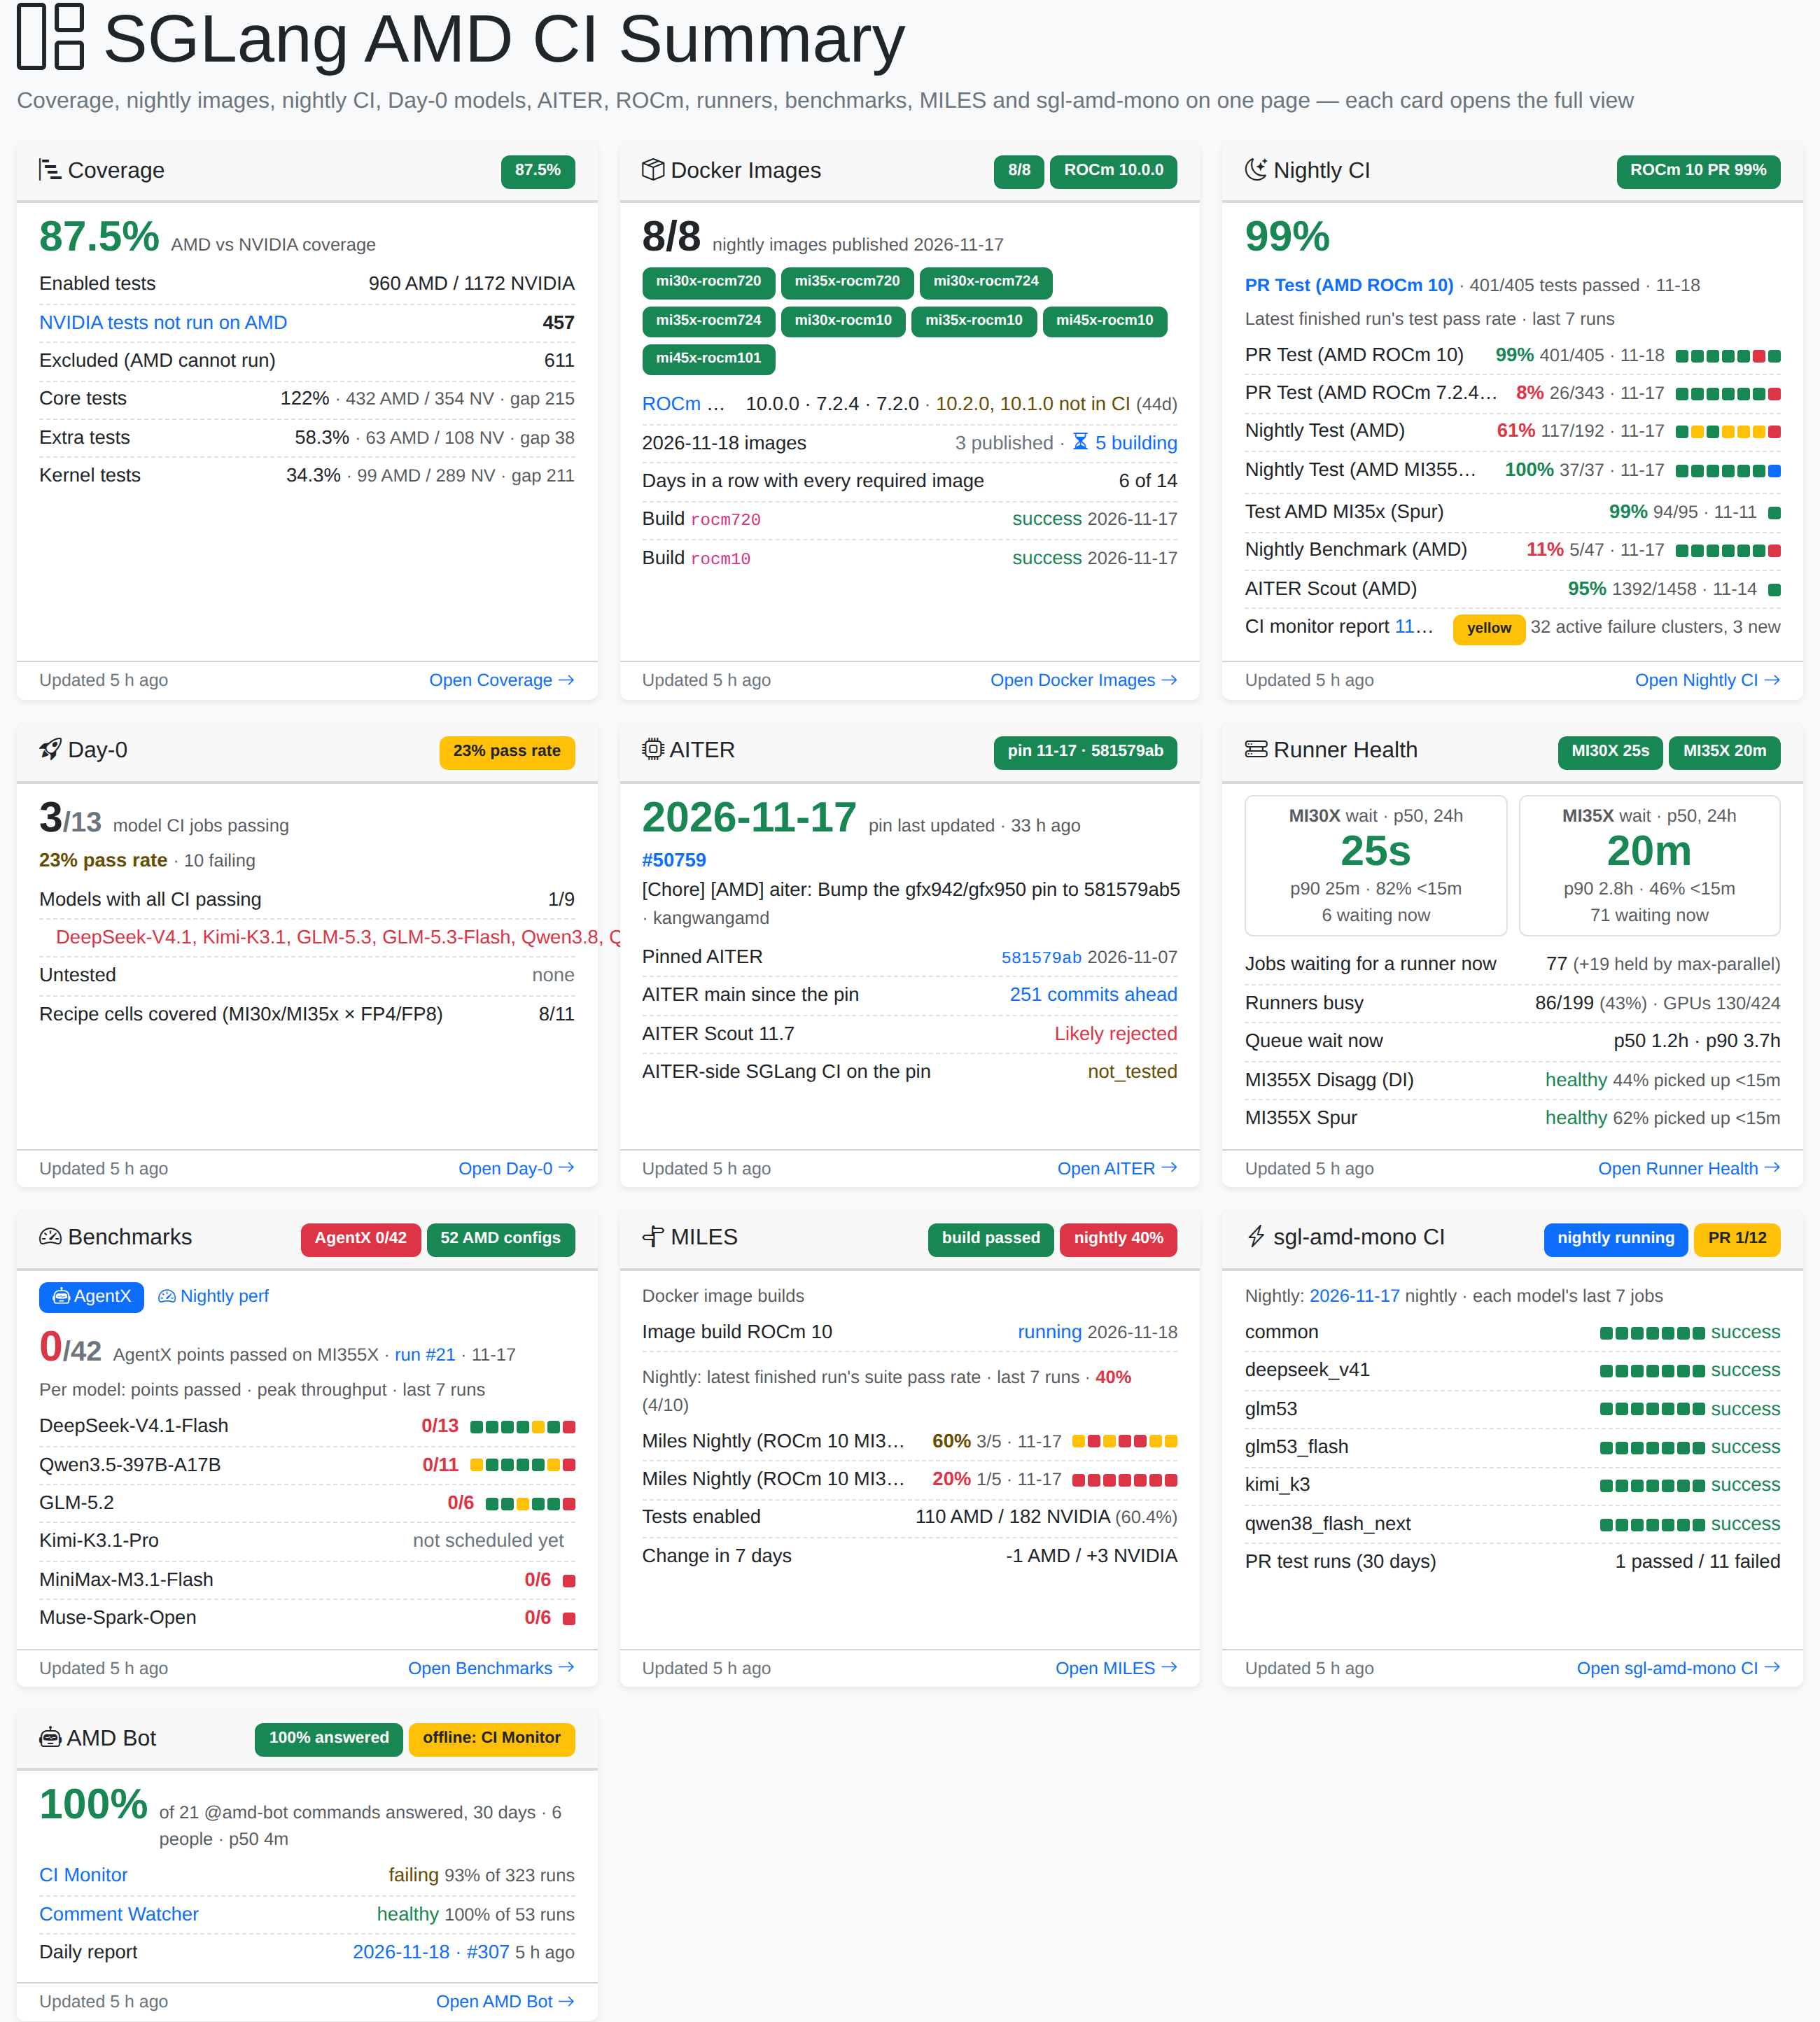 SGLang AMD CI Summary
Coverage, nightly images, nightly CI, Day-0 models, AITER, ROCm, runners, benchmarks, MILES and sgl-amd-mono on one page — each card opens the full view
Coverage 87.5%
87.5% AMD vs NVIDIA coverage
Enabled tests 960 AMD / 1172 NVIDIA
NVIDIA tests not run on AMD 457
Excluded (AMD cannot run) 611
Core tests 122% · 432 AMD / 354 NV · gap 215
Extra tests 58.3% · 63 AMD / 108 NV · gap 38
Kernel tests 34.3% · 99 AMD / 289 NV · gap 211
Updated 5 h ago Open Coverage →
Docker Images 8/8 ROCm 10.0.0
8/8 nightly images published 2026-11-17
mi30x-rocm720 mi35x-rocm720 mi30x-rocm724
mi35x-rocm724 mi30x-rocm10 mi35x-rocm10 mi45x-rocm10
mi45x-rocm101
ROCm … 10.0.0 · 7.2.4 · 7.2.0 · 10.2.0, 10.1.0 not in CI (44d)
2026-11-18 images 3 published · 5 building
Days in a row with every required image 6 of 14
Build rocm720 success 2026-11-17
Build rocm10 success 2026-11-17
Updated 5 h ago Open Docker Images →
Nightly CI ROCm 10 PR 99%
99%
PR Test (AMD ROCm 10) · 401/405 tests passed · 11-18
Latest finished run's test pass rate · last 7 runs
PR Test (AMD ROCm 10) 99% 401/405 · 11-18
PR Test (AMD ROCm 7.2.4… 8% 26/343 · 11-17
Nightly Test (AMD) 61% 117/192 · 11-17
Nightly Test (AMD MI355… 100% 37/37 · 11-17
Test AMD MI35x (Spur) 99% 94/95 · 11-11
Nightly Benchmark (AMD) 11% 5/47 · 11-17
AITER Scout (AMD) 95% 1392/1458 · 11-14
CI monitor report 11… yellow 32 active failure clusters, 3 new
Updated 5 h ago Open Nightly CI →
Day-0 23% pass rate
3/13 model CI jobs passing
23% pass rate · 10 failing
Models with all CI passing 1/9
DeepSeek-V4.1, Kimi-K3.1, GLM-5.3, GLM-5.3-Flash, Qwen3.8, Q
Untested none
Recipe cells covered (MI30x/MI35x × FP4/FP8) 8/11
Updated 5 h ago Open Day-0 →
AITER pin 11-17 · 581579ab
2026-11-17 pin last updated · 33 h ago
#50759
[Chore] [AMD] aiter: Bump the gfx942/gfx950 pin to 581579ab5
· kangwangamd
Pinned AITER 581579ab 2026-11-07
AITER main since the pin 251 commits ahead
AITER Scout 11.7 Likely rejected
AITER-side SGLang CI on the pin not_tested
Updated 5 h ago Open AITER →
Runner Health MI30X 25s MI35X 20m
MI30X wait · p50, 24h
25s
p90 25m · 82% <15m
6 waiting now
MI35X wait · p50, 24h
20m
p90 2.8h · 46% <15m
71 waiting now
Jobs waiting for a runner now 77 (+19 held by max-parallel)
Runners busy 86/199 (43%) · GPUs 130/424
Queue wait now p50 1.2h · p90 3.7h
MI355X Disagg (DI) healthy 44% picked up <15m
MI355X Spur healthy 62% picked up <15m
Updated 5 h ago Open Runner Health →
Benchmarks AgentX 0/42 52 AMD configs
AgentX Nightly perf
0/42 AgentX points passed on MI355X · run #21 · 11-17
Per model: points passed · peak throughput · last 7 runs
DeepSeek-V4.1-Flash 0/13
Qwen3.5-397B-A17B 0/11
GLM-5.2 0/6
Kimi-K3.1-Pro not scheduled yet
MiniMax-M3.1-Flash 0/6
Muse-Spark-Open 0/6
Updated 5 h ago Open Benchmarks →
MILES build passed nightly 40%
Docker image builds
Image build ROCm 10 running 2026-11-18
Nightly: latest finished run's suite pass rate · last 7 runs · 40%
(4/10)
Miles Nightly (ROCm 10 MI3… 60% 3/5 · 11-17
Miles Nightly (ROCm 10 MI3… 20% 1/5 · 11-17
Tests enabled 110 AMD / 182 NVIDIA (60.4%)
Change in 7 days -1 AMD / +3 NVIDIA
Updated 5 h ago Open MILES →
sgl-amd-mono CI nightly running PR 1/12
Nightly: 2026-11-17 nightly · each model's last 7 jobs
common success
deepseek_v41 success
glm53 success
glm53_flash success
kimi_k3 success
qwen38_flash_next success
PR test runs (30 days) 1 passed / 11 failed
Updated 5 h ago Open sgl-amd-mono CI →
AMD Bot 100% answered offline: CI Monitor
100% of 21 @amd-bot commands answered, 30 days · 6
people · p50 4m
CI Monitor failing 93% of 323 runs
Comment Watcher healthy 100% of 53 runs
Daily report 2026-11-18 · #307 5 h ago
Updated 5 h ago Open AMD Bot →